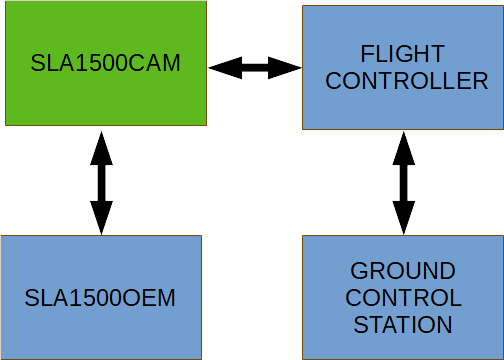 SLA1500CAM
FLIGHT
CONTROLLER
SLA1500OEM
GROUND
CONTROL
STATION